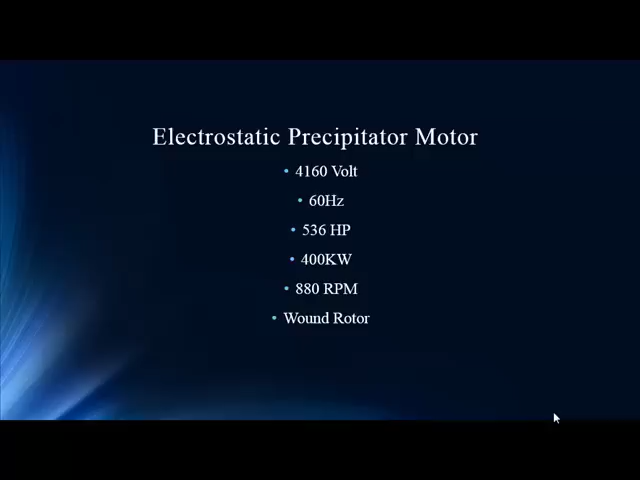 Electrostatic Precipitator Motor
• 4160 Volt
• 60Hz
• 536 HP
• 400KW
• 880 RPM
• Wound Rotor